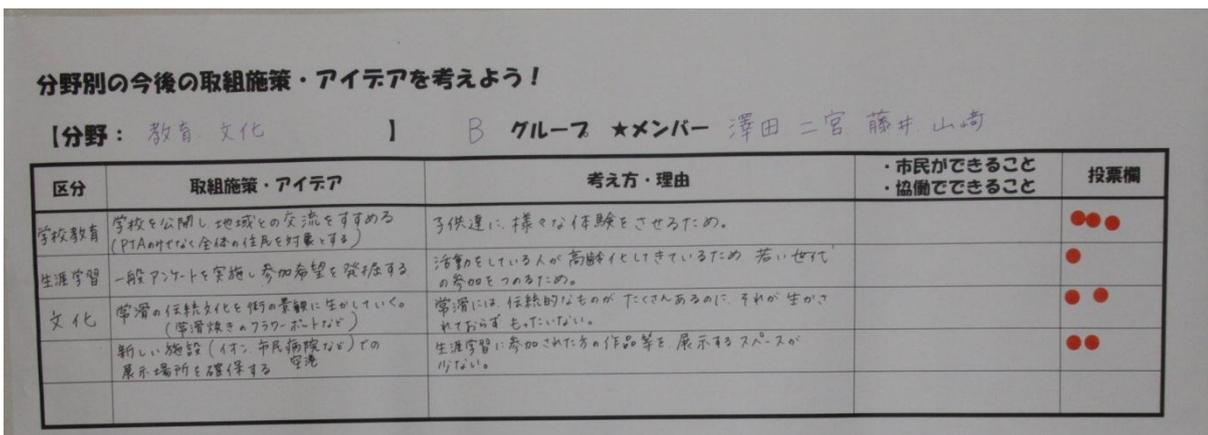 分野別の今後の取組施策・アイデアを考えよう！
【分野： 教育 文化 】 B グループ ★メンバー 澤田 二宮 藤井 山崎
区分 取組施策・アイデア 考え方・理由 ・市民ができること 投票欄
・協働でできること
学校教育 学校を公開し地域との交流をすすめる 子供達に、様々な体験をさせるため。
(PTAのみでなく全体の住民を対象とする)
生涯学習 一般アンケートを実施し参加希望を発掘する 活動をしている人が高齢化してきているため 若い世代
の参加をつのるため。
文化 常滑の伝統文化を街の景観に生かしていく。 常滑には、伝統的なものが たくさんあるのに、それが 生かさ
(常滑焼きのフラワーポットなど) れておらず もったいない。
新しい施設(イオン、市民病院など)での 生涯学習に参加された方の作品等を、展示するスペースが
空港
展示場所を確保する 少ない。